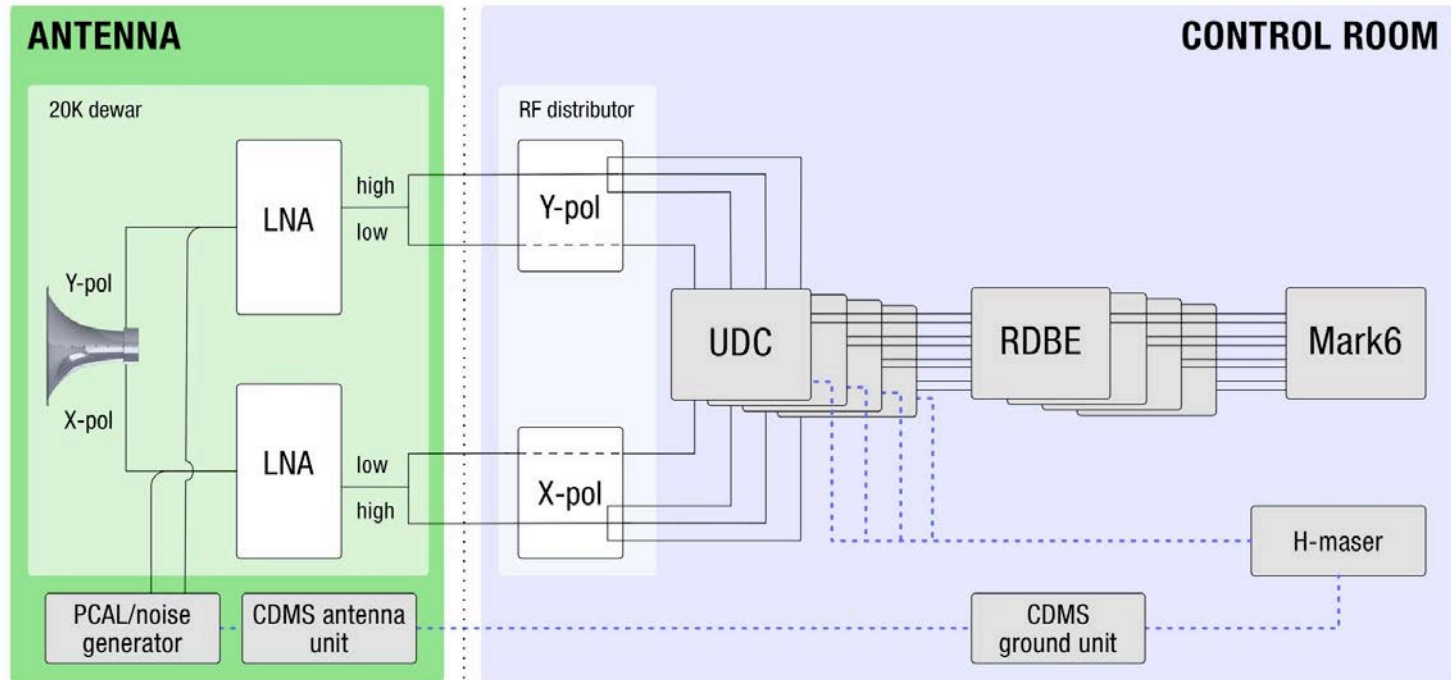 ANTENNA
CONTROL ROOM
20K dewar
RF distributor
LNA
high
low
Y-pol
Y-pol
X-pol
UDC
RDBE
Mark6
LNA
low
high
X-pol
H-maser
PCAL/noise
generator
CDMS antenna
unit
CDMS
ground unit